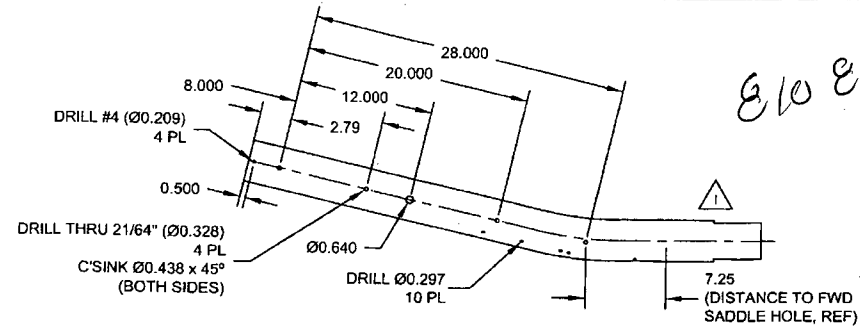 28.000
20.000
8.000
12.000
2.79
DRILL #4 (Ø0.209)
4 PL
0.500
DRILL THRU 21/64" (Ø0.328)
4 PL
C'SINK Ø0.438 x 45°
(BOTH SIDES)
Ø0.640
DRILL Ø0.297
10 PL
1
7.25
(DISTANCE TO FWD
SADDLE HOLE, REF)